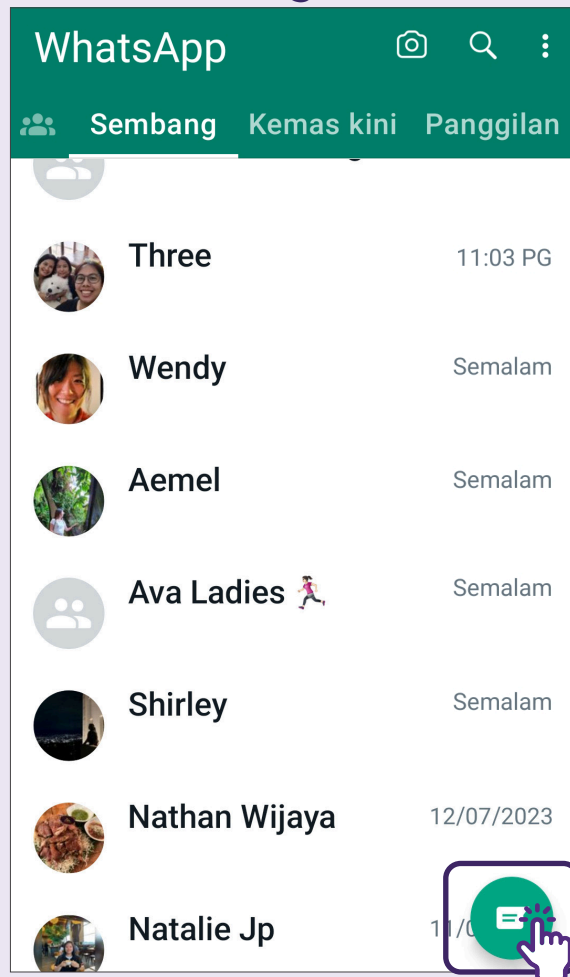 WhatsApp
Sembang Kemas kini Panggilan
Three 11:03 PG
Wendy Semalam
Aemel Semalam
Ava Ladies 🏃🏻‍♀️ Semalam
Shirley Semalam
Nathan Wijaya 12/07/2023
Natalie Jp